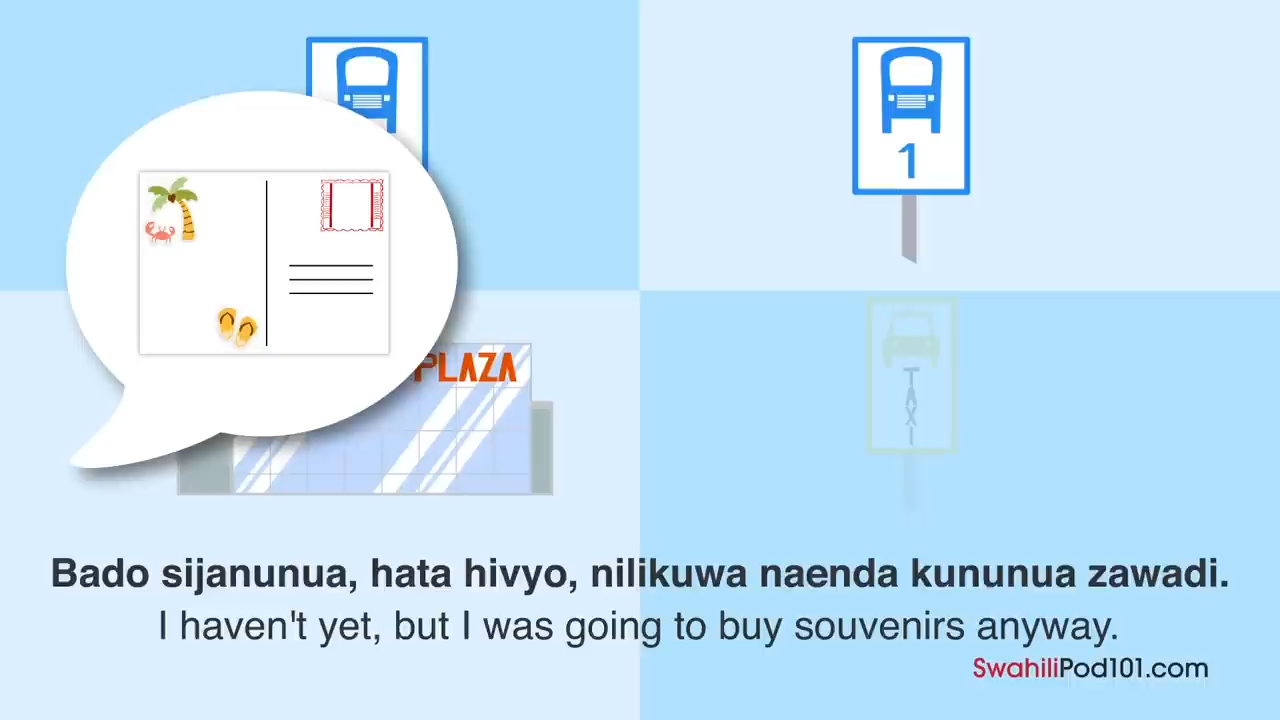 1
PLAZA
TAXI
Bado sijanunua, hata hivyo, nilikuwa naenda kununua zawadi.
I haven't yet, but I was going to buy souvenirs anyway.
SwahiliPod101.com